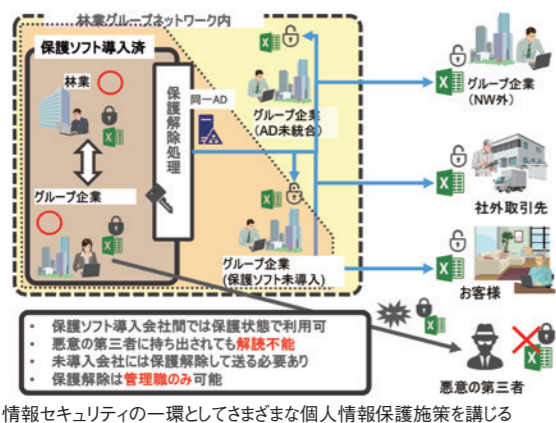 林業グループネットワーク内
保護ソフト導入済
林業
グループ企業
保護解除処理
同一AD
グループ企業
(AD未統合)
グループ企業
(保護ソフト未導入)
グループ企業
(NW外)
社外取引先
お客様
悪意の第三者
• 保護ソフト導入会社間では保護状態で利用可
• 悪意の第三者に持ち出されても解読不能
• 未導入会社には保護解除して送る必要あり
• 保護解除は管理職のみ可能
情報セキュリティの一環としてさまざまな個人情報保護施策を講じる